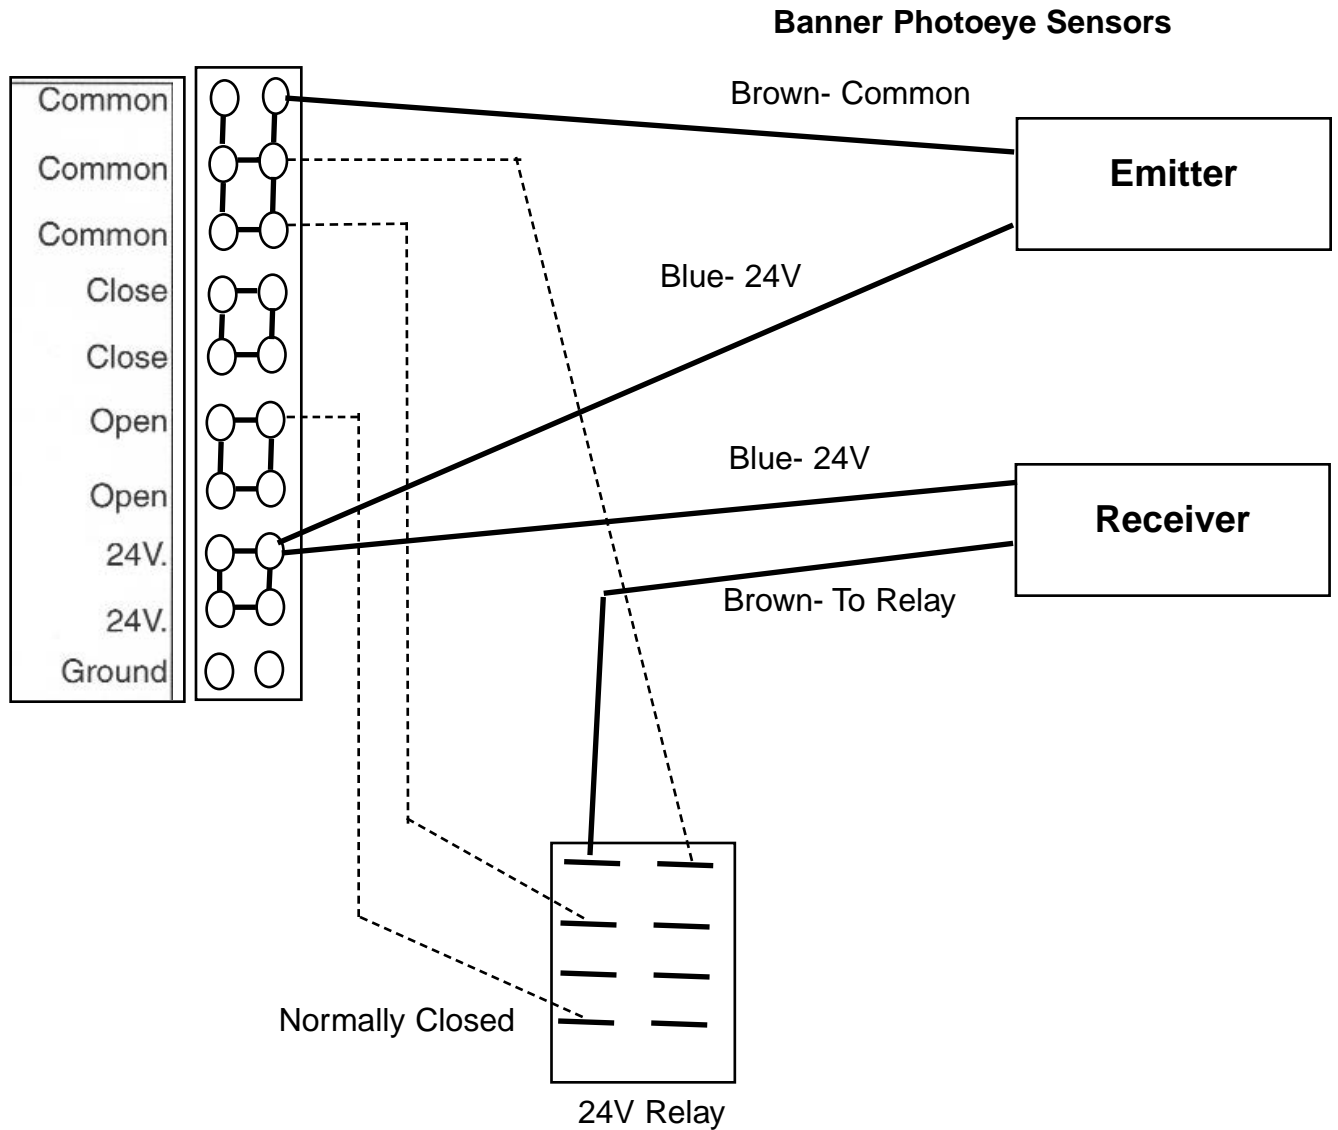 Banner Photoeye Sensors
Common
Common
Common
Close
Close
Open
Open
24V.
24V.
Ground
Brown- Common
Emitter
Blue- 24V
Blue- 24V
Receiver
Brown- To Relay
Normally Closed
24V Relay